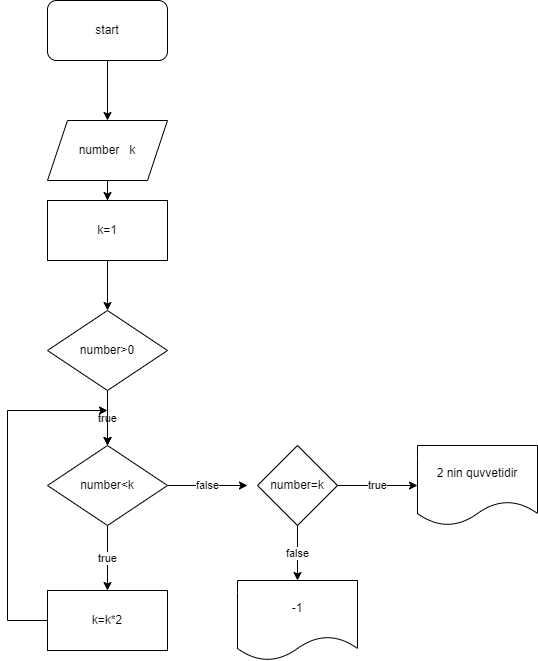 start
number k
k=1
number>0
true
number<k
false
number=k
true
2 nin quvvetidir
true
false
k=k*2
-1